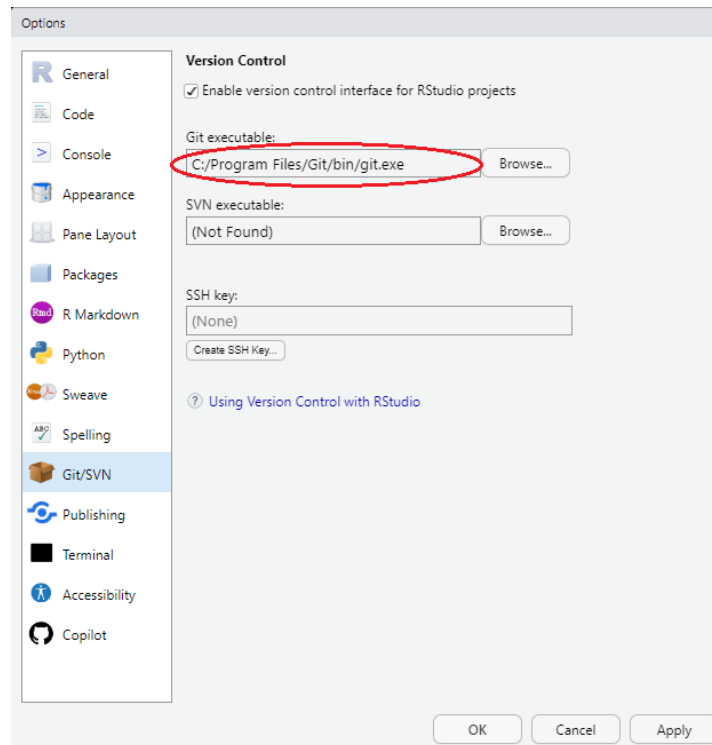 Options
R General
Code
Console
Appearance
Pane Layout
Packages
Rmd R Markdown
Python
Sweave
ABC Spelling
Git/SVN
Publishing
Terminal
Accessibility
Copilot
Version Control
Enable version control interface for RStudio projects
Git executable:
C:/Program Files/Git/bin/git.exe Browse...
SVN executable:
(Not Found) Browse...
SSH key:
(None)
Create SSH Key...
? Using Version Control with RStudio
OK Cancel Apply